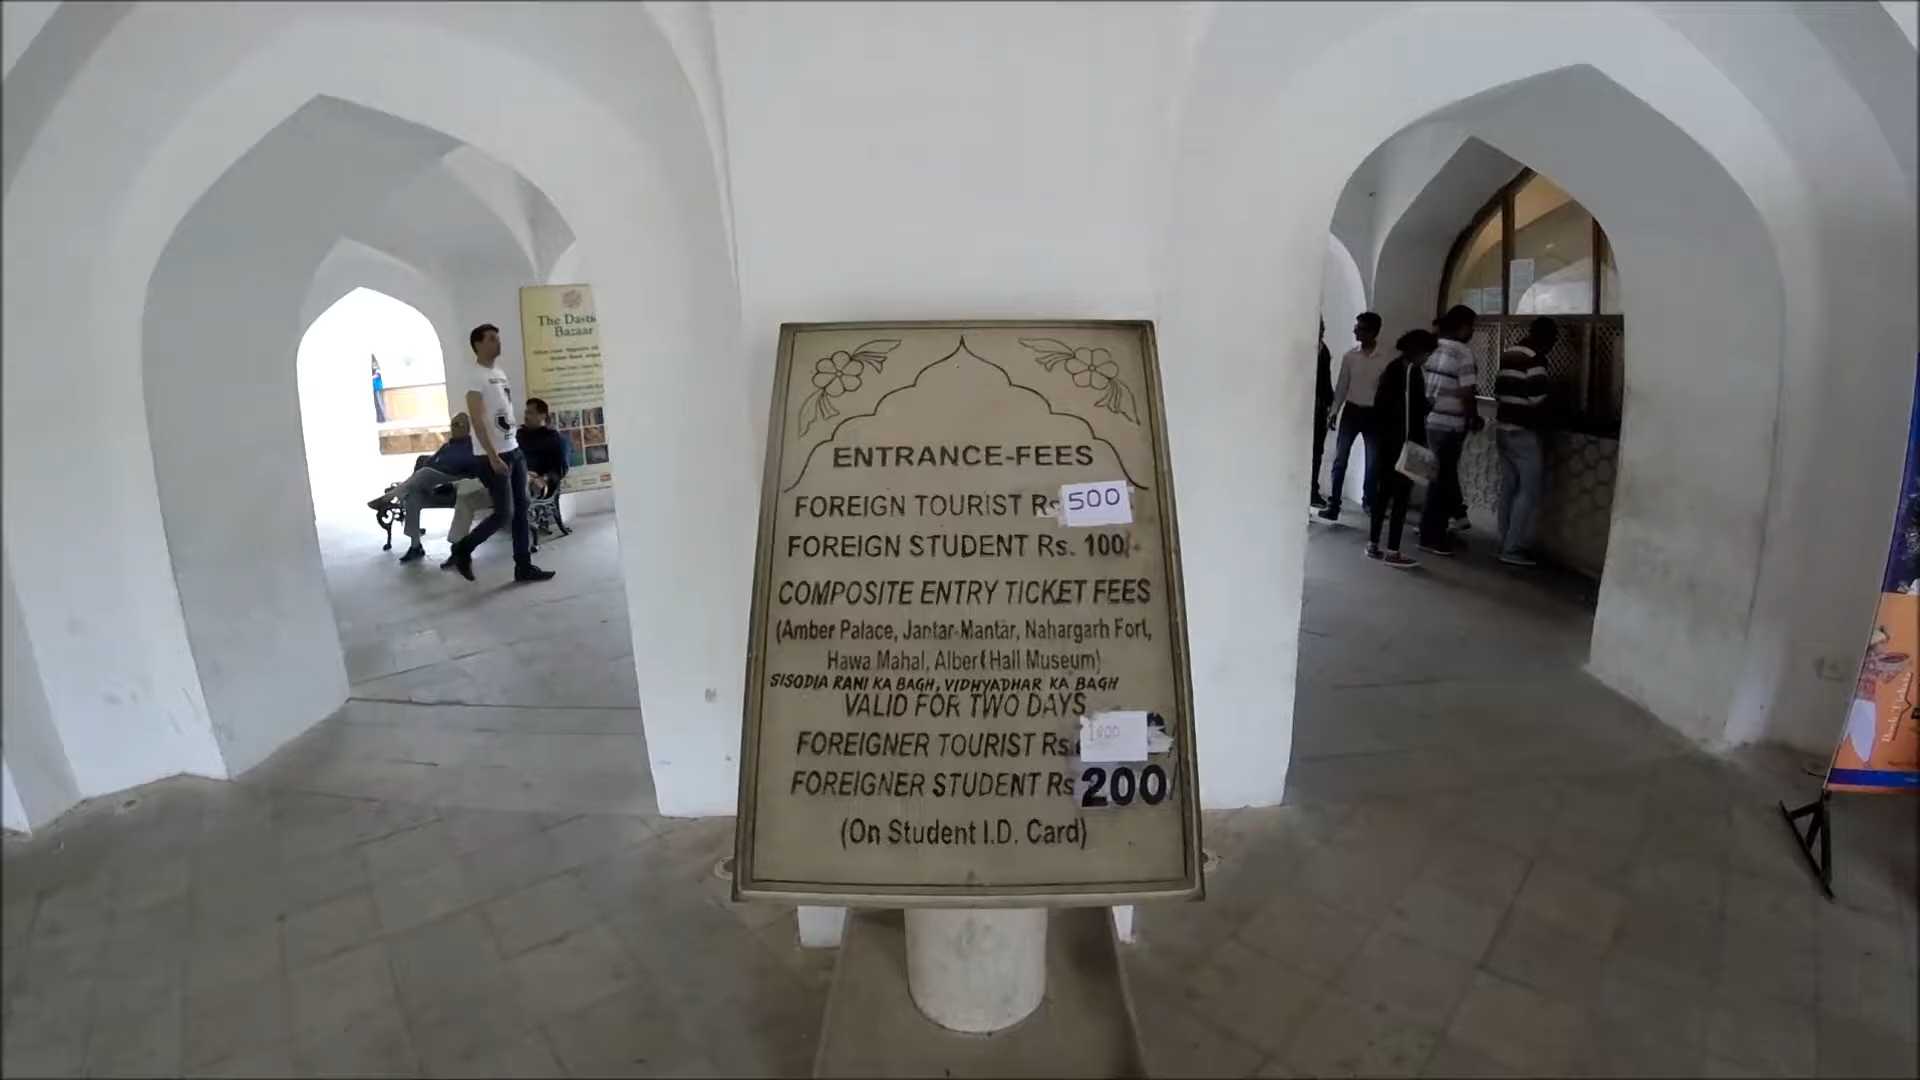 The Dastkar
Bazaar
ENTRANCE-FEES
FOREIGN TOURIST Rs 500
FOREIGN STUDENT Rs. 100/-
COMPOSITE ENTRY TICKET FEES
(Amber Palace, Jantar-Mantar, Nahargarh Fort,
Hawa Mahal, Albert Hall Museum)
SISODIA RANI KA BAGH, VIDHYADHAR KA BAGH
VALID FOR TWO DAYS
FOREIGNER TOURIST Rs. 1000
FOREIGNER STUDENT Rs 200/
(On Student I.D. Card)